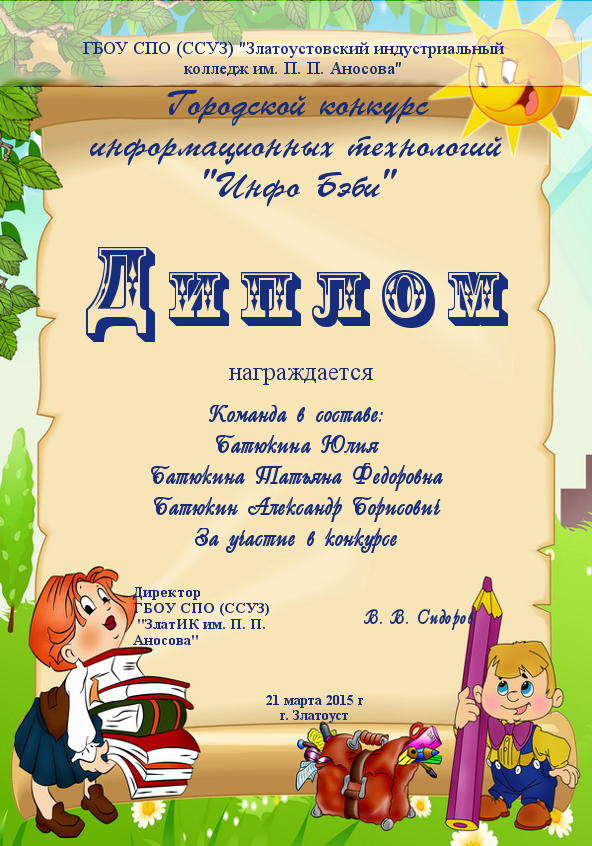 ГБОУ СПО (ССУЗ) "Златоустовский индустриальный
колледж им. П. П. Аносова"
Городской конкурс
информационных технологий
"Инфо Бэби"
Диплом
награждается
Команда в составе:
Батюкина Юлия
Батюкина Татьяна Федоровна
Батюкин Александр Борисович
За участие в конкурсе
Директор
ГБОУ СПО (ССУЗ)
"ЗлатИК им. П. П.
Аносова"
В. В. Сидоров
21 марта 2015 г
г. Златоуст